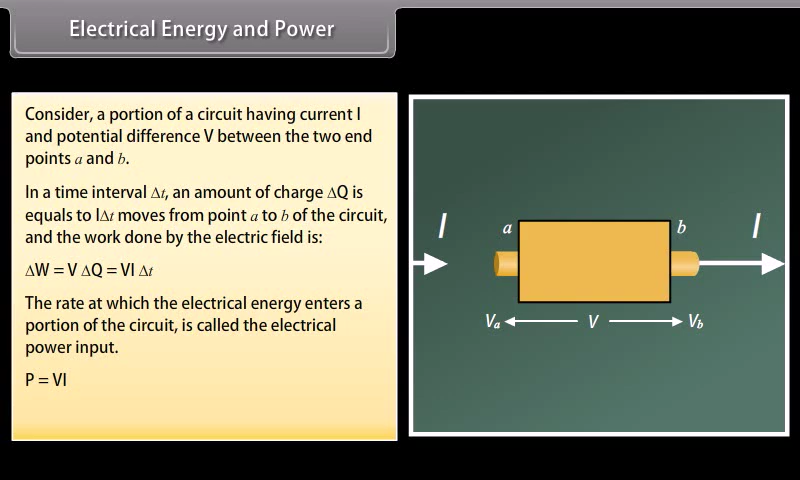 Electrical Energy and Power
Consider, a portion of a circuit having current I
and potential difference V between the two end
points a and b.
In a time interval Δt, an amount of charge ΔQ is
equals to IΔt moves from point a to b of the circuit,
and the work done by the electric field is:
ΔW = V ΔQ = VI Δt
The rate at which the electrical energy enters a
portion of the circuit, is called the electrical
power input.
P = VI
I a b I
Va V Vb